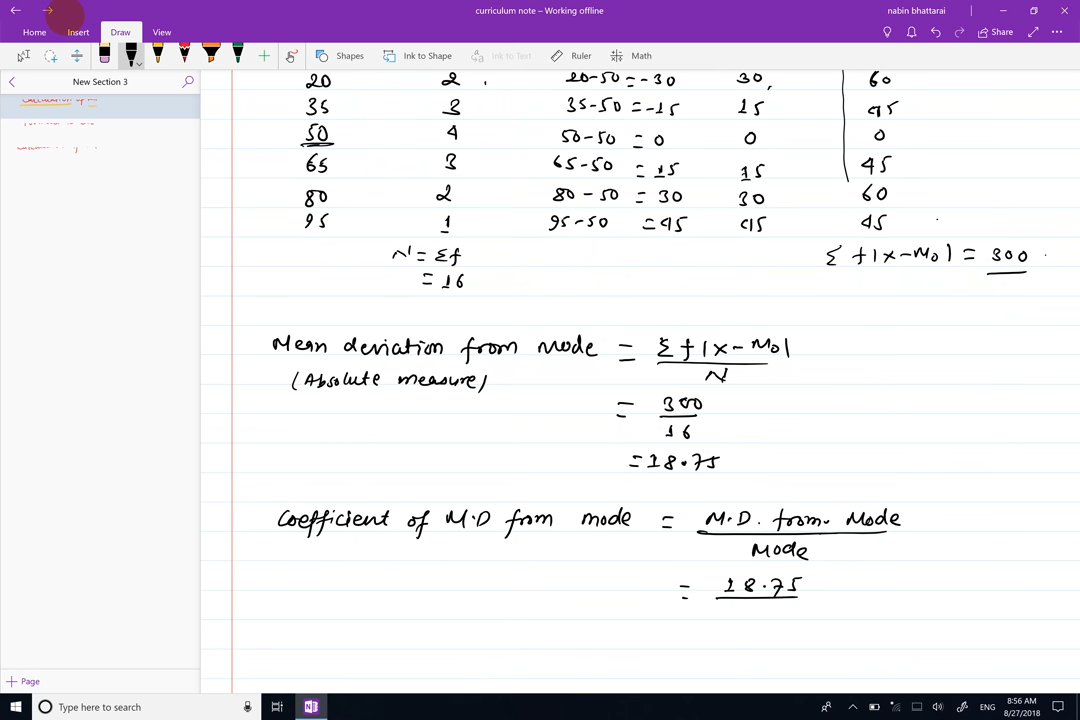 curriculum note – Working offline
nabin bhattarai
Home Insert Draw View
Share
Shapes Ink to Shape Ink to Text Ruler Math
New Section 3
20 2 20-50 = -30 30 60
35 3 35-50 = -15 15 45
50 4 50-50 = 0 0 0
65 3 65-50 = 15 15 45
80 2 80-50 = 30 30 60
95 1 95-50 = 45 45 45
N = Σf Σ f|x-Mo| = 300
= 16
Mean deviation from mode = Σ f|x-Mo|
N
(Absolute measure)
= 300
16
= 18.75
Coefficient of M.D from mode = M.D. from Mode
Mode
= 18.75
+ Page
Type here to search
ENG
8:56 AM
8/27/2018